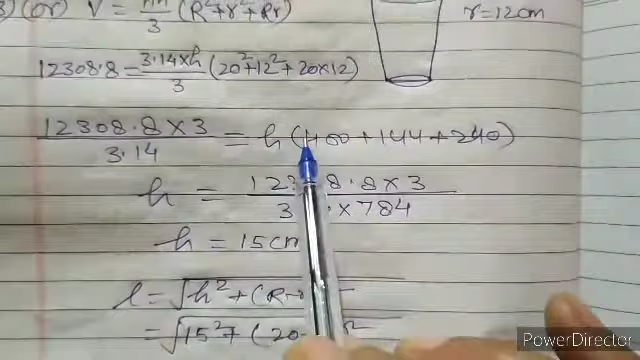 (or) V = πh/3 (R²+r²+Rr)
r=12cm
12308.8 = 3.14×h/3 (20²+12²+20×12)
12308.8×3/3.14 = h(400+144+240)
h = 8.8×3/×784
h = 15cm
l = √h²+(R-
= √15²+(20-
PowerDirector